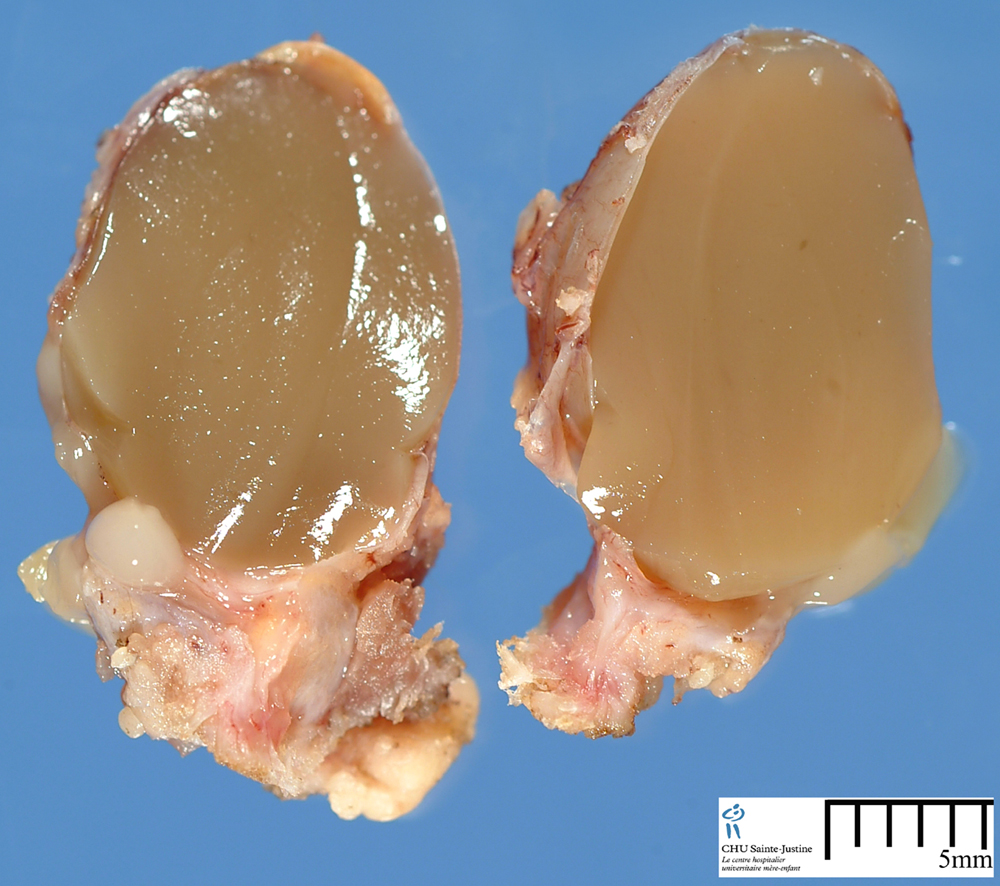 CHU Sainte-Justine
Le centre hospitalier
universitaire mère-enfant
5mm